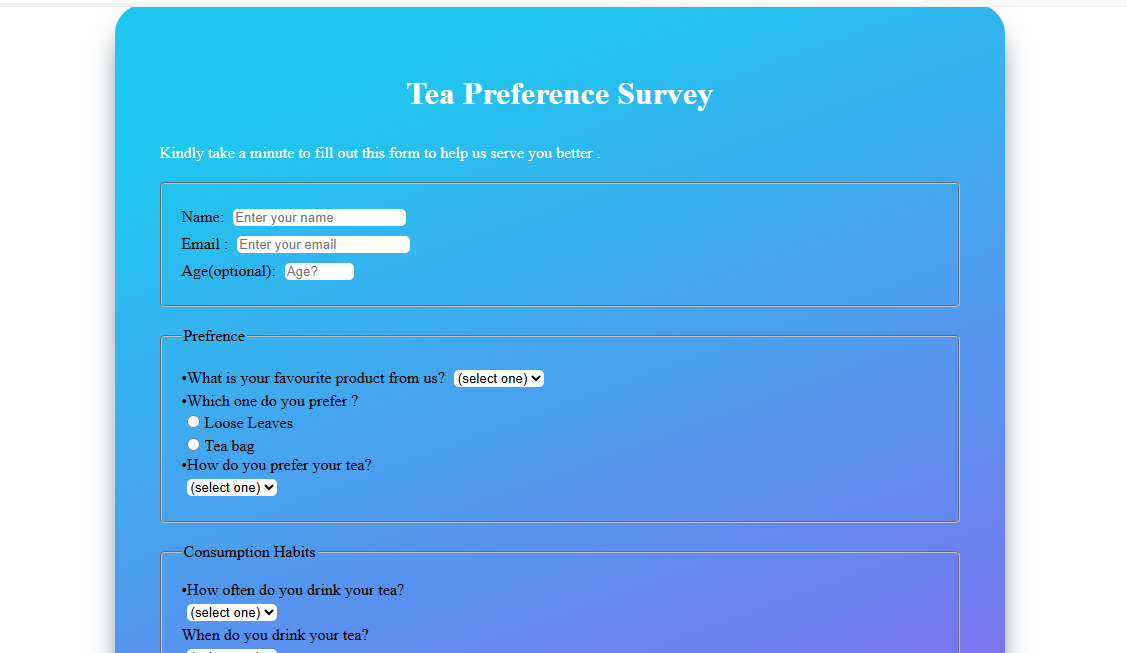 Tea Preference Survey
Kindly take a minute to fill out this form to help us serve you better .
Name: Enter your name
Email : Enter your email
Age(optional): Age?
Prefrence
•What is your favourite product from us? (select one)
•Which one do you prefer ?
Loose Leaves
Tea bag
•How do you prefer your tea?
(select one)
Consumption Habits
•How often do you drink your tea?
(select one)
When do you drink your tea?